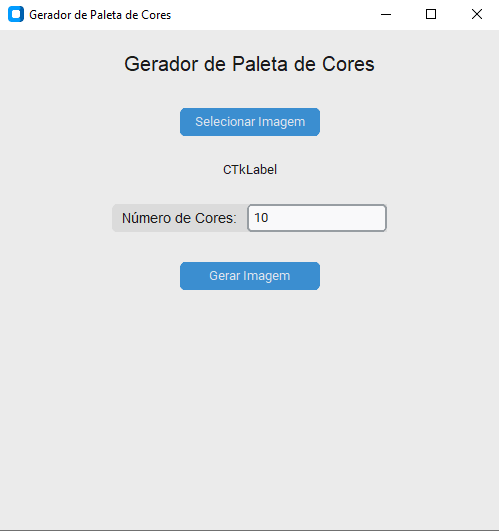 Gerador de Paleta de Cores
Gerador de Paleta de Cores
Selecionar Imagem
CTkLabel
Número de Cores: 10
Gerar Imagem